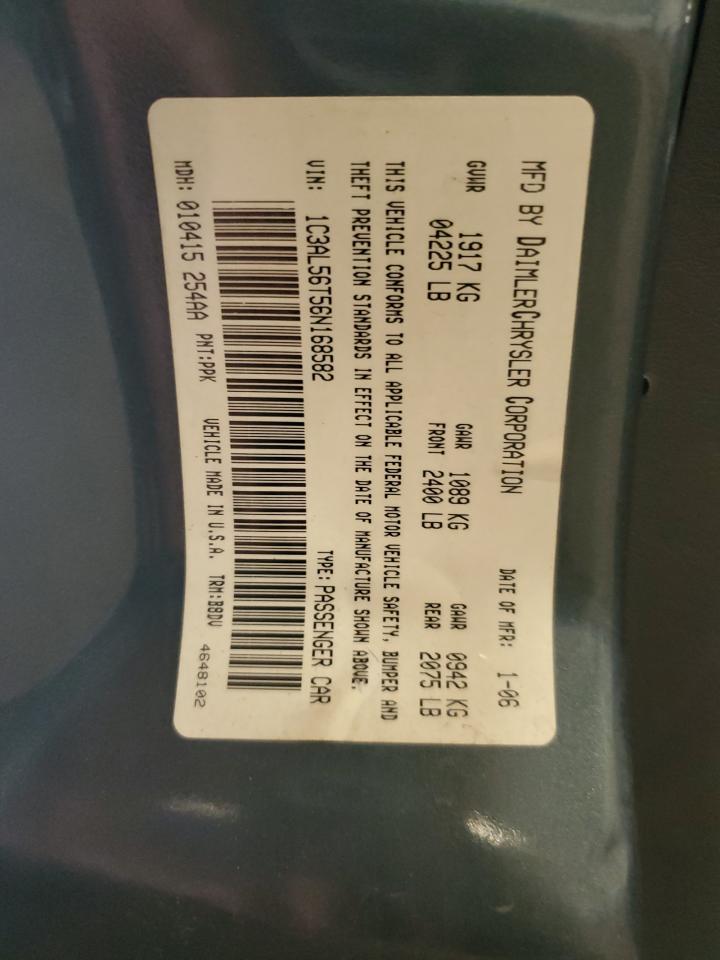 MFD BY DAIMLERCHRYSLER CORPORATION DATE OF MFR: 1-06
GVWR 1917 KG GAWR 1089 KG GAWR 0942 KG
04225 LB FRONT 2400 LB REAR 2075 LB
THIS VEHICLE CONFORMS TO ALL APPLICABLE FEDERAL MOTOR VEHICLE SAFETY, BUMPER AND
THEFT PREVENTION STANDARDS IN EFFECT ON THE DATE OF MANUFACTURE SHOWN ABOVE.
VIN: 1C3AL56T56N168582 TYPE: PASSENGER CAR
MDH: 010415 254AA PNT:PPK VEHICLE MADE IN U.S.A. TRM:B8DV 4648102